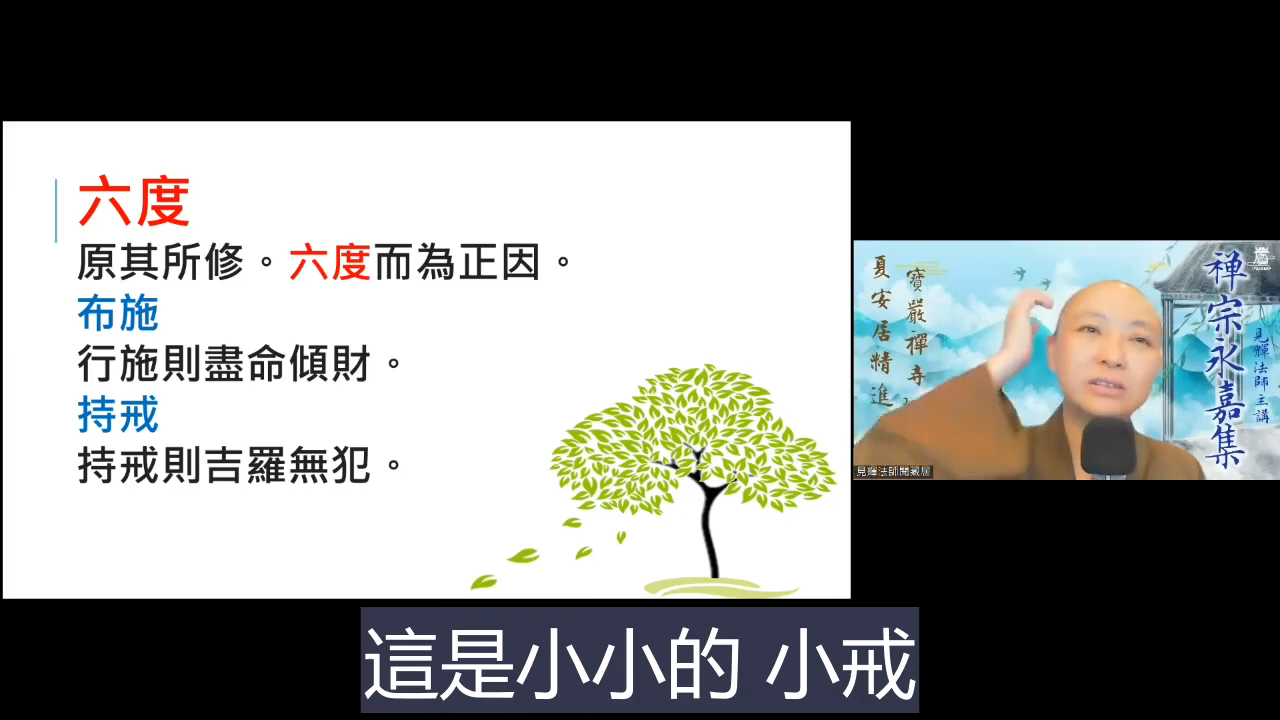 六度
原其所修。六度而為正因。
布施
行施則盡命傾財。
持戒
持戒則吉羅無犯。
寶嚴禪寺
夏安居精進
禅宗永嘉集
見輝法師主講
這是小小的 小戒